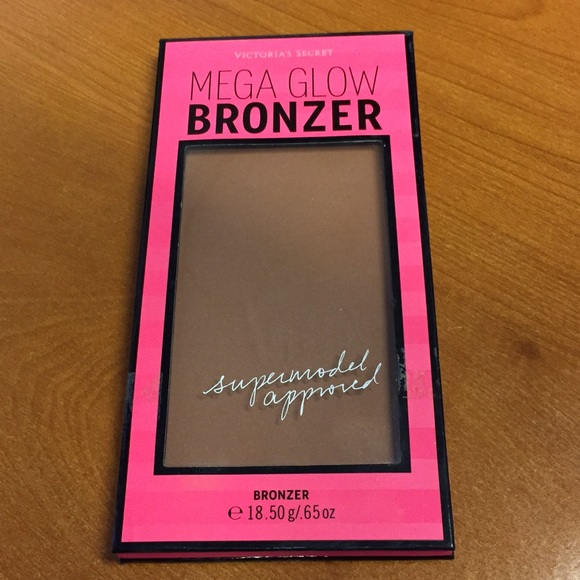 VICTORIA'S SECRET
MEGA GLOW
BRONZER
supermodel
approved
BRONZER
℮ 18.50 g/.65 oz